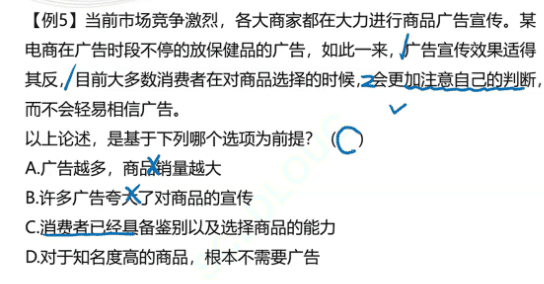 【例5】当前市场竞争激烈，各大商家都在大力进行商品广告宣传。某
电商在广告时段不停的放保健品的广告，如此一来，1广告宣传效果适得
其反，目前大多数消费者在对商品选择的时候，2会更加注意自己的判断，
而不会轻易相信广告。
以上论述，是基于下列哪个选项为前提？（C）
A.广告越多，商品销量越大
B.许多广告夸大了对商品的宣传
C.消费者已经具备鉴别以及选择商品的能力
D.对于知名度高的商品，根本不需要广告